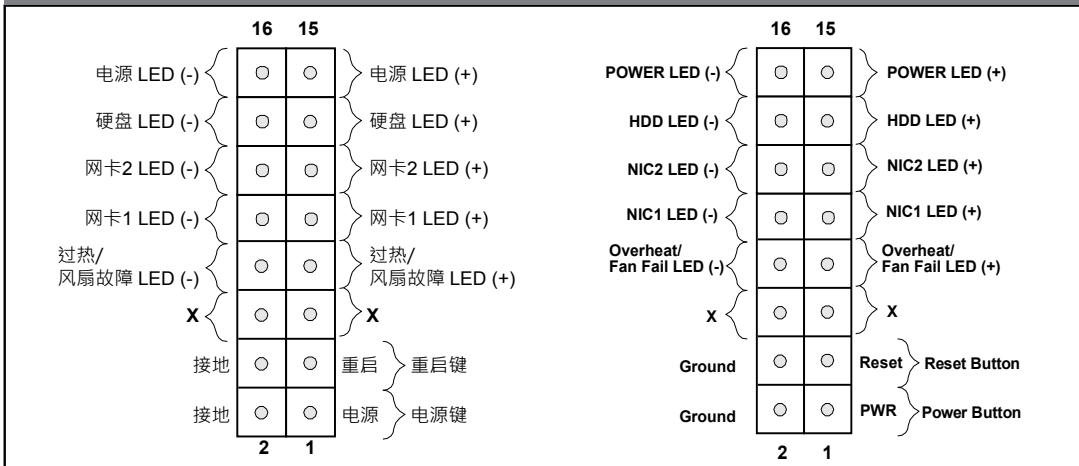 16 15
电源 LED (-) 电源 LED (+)
硬盘 LED (-) 硬盘 LED (+)
网卡2 LED (-) 网卡2 LED (+)
网卡1 LED (-) 网卡1 LED (+)
过热/ 过热/
风扇故障 LED (-) 风扇故障 LED (+)
X X
接地 重启 重启键
接地 电源 电源键
2 1
16 15
POWER LED (-) POWER LED (+)
HDD LED (-) HDD LED (+)
NIC2 LED (-) NIC2 LED (+)
NIC1 LED (-) NIC1 LED (+)
Overheat/ Overheat/
Fan Fail LED (-) Fan Fail LED (+)
X X
Ground Reset Reset Button
Ground PWR Power Button
2 1